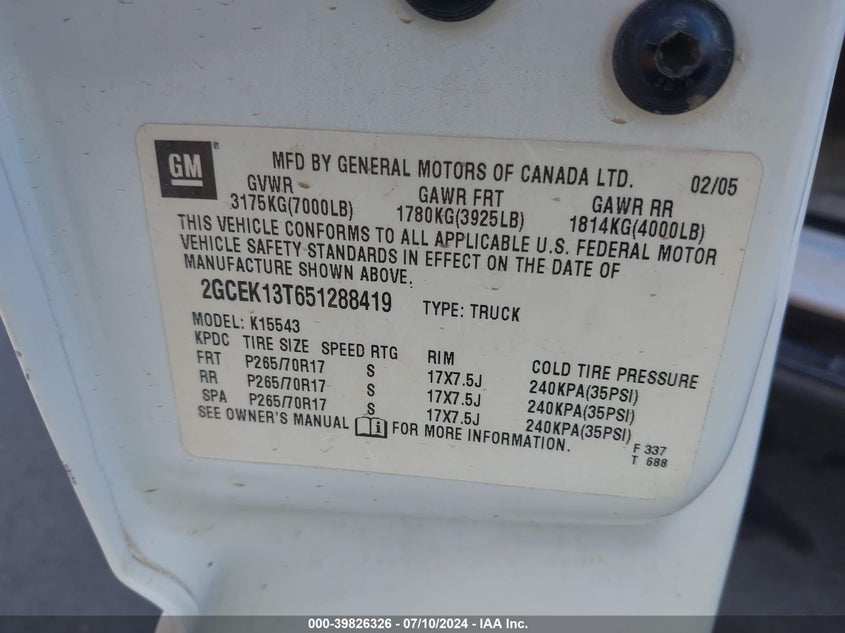 GM
®
MFD BY GENERAL MOTORS OF CANADA LTD. 02/05
GVWR GAWR FRT GAWR RR
3175KG(7000LB) 1780KG(3925LB) 1814KG(4000LB)
THIS VEHICLE CONFORMS TO ALL APPLICABLE U.S. FEDERAL MOTOR
VEHICLE SAFETY STANDARDS IN EFFECT ON THE DATE OF
MANUFACTURE SHOWN ABOVE.
2GCEK13T651288419 TYPE: TRUCK
MODEL: K15543
KPDC TIRE SIZE SPEED RTG RIM COLD TIRE PRESSURE
FRT P265/70R17 S 17X7.5J 240KPA(35PSI)
RR P265/70R17 S 17X7.5J 240KPA(35PSI)
SPA P265/70R17 S 17X7.5J 240KPA(35PSI)
SEE OWNER'S MANUAL i FOR MORE INFORMATION.
F 337
T 688
000-39826326 - 07/10/2024 - IAA Inc.